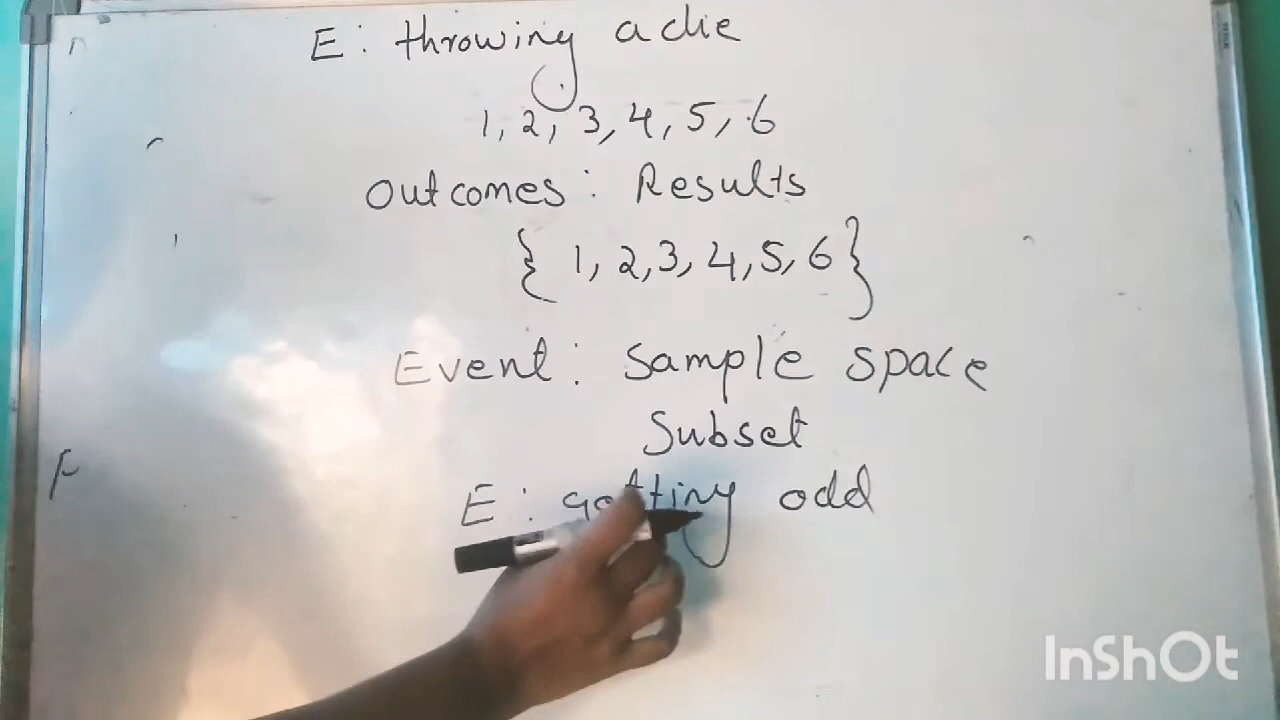 E: throwing a die
1, 2, 3, 4, 5, 6
Outcomes: Results
{ 1, 2, 3, 4, 5, 6 }
Event: Sample space
Subset
E: getting odd
InShOt